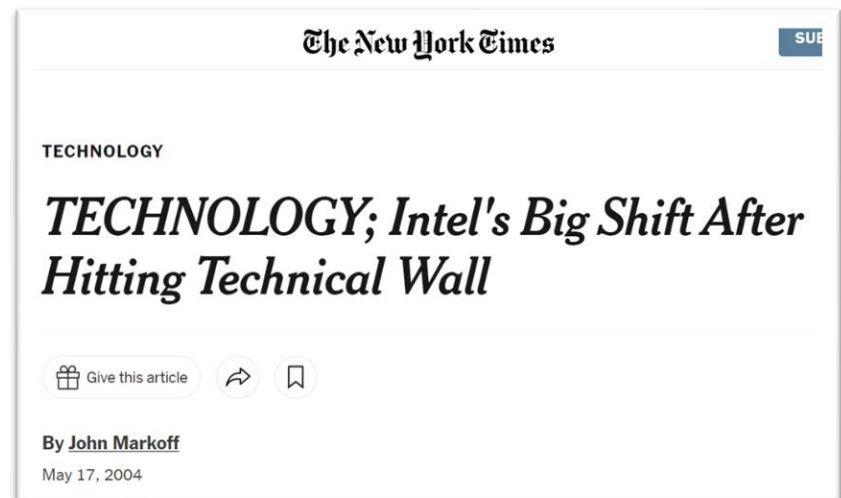 The New York Times
SUB
TECHNOLOGY
TECHNOLOGY; Intel's Big Shift After
Hitting Technical Wall
Give this article
By John Markoff
May 17, 2004